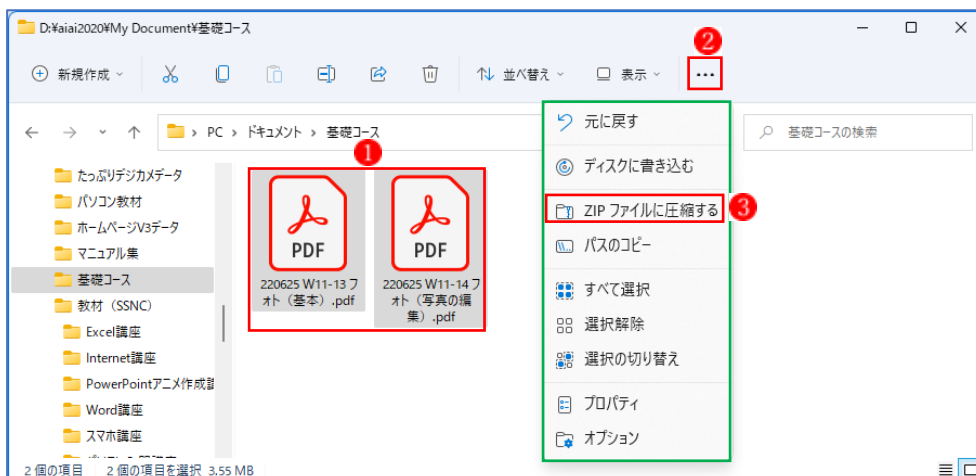 D:¥aiai2020¥My Document¥基礎コース
2
新規作成
並べ替え
表示
PC > ドキュメント > 基礎コース
基礎コースの検索
1
たっぷりデジカメデータ
パソコン教材
ホームページV3データ
マニュアル集
基礎コース
教材（SSNC）
Excel講座
Internet講座
PowerPointアニメ作成講
Word講座
スマホ講座
PDF
220625 W11-13 フ
ォト（基本）.pdf
PDF
220625 W11-14 フ
ォト（写真の編
集）.pdf
元に戻す
ディスクに書き込む
ZIP ファイルに圧縮する
3
パスのコピー
すべて選択
選択解除
選択の切り替え
プロパティ
オプション
2 個の項目
2 個の項目を選択 3.55 MB